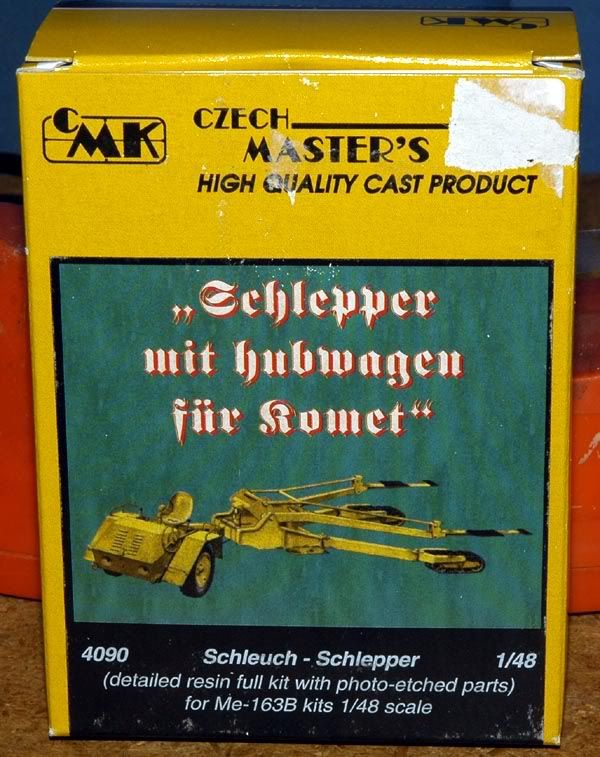 CMK
CMK
CZECH
MASTER'S
HIGH QUALITY CAST PRODUCT
„Schlepper
mit hubwagen
für Komet“
4090 Schleuch - Schlepper 1/48
(detailed resin full kit with photo-etched parts)
for Me-163B kits 1/48 scale